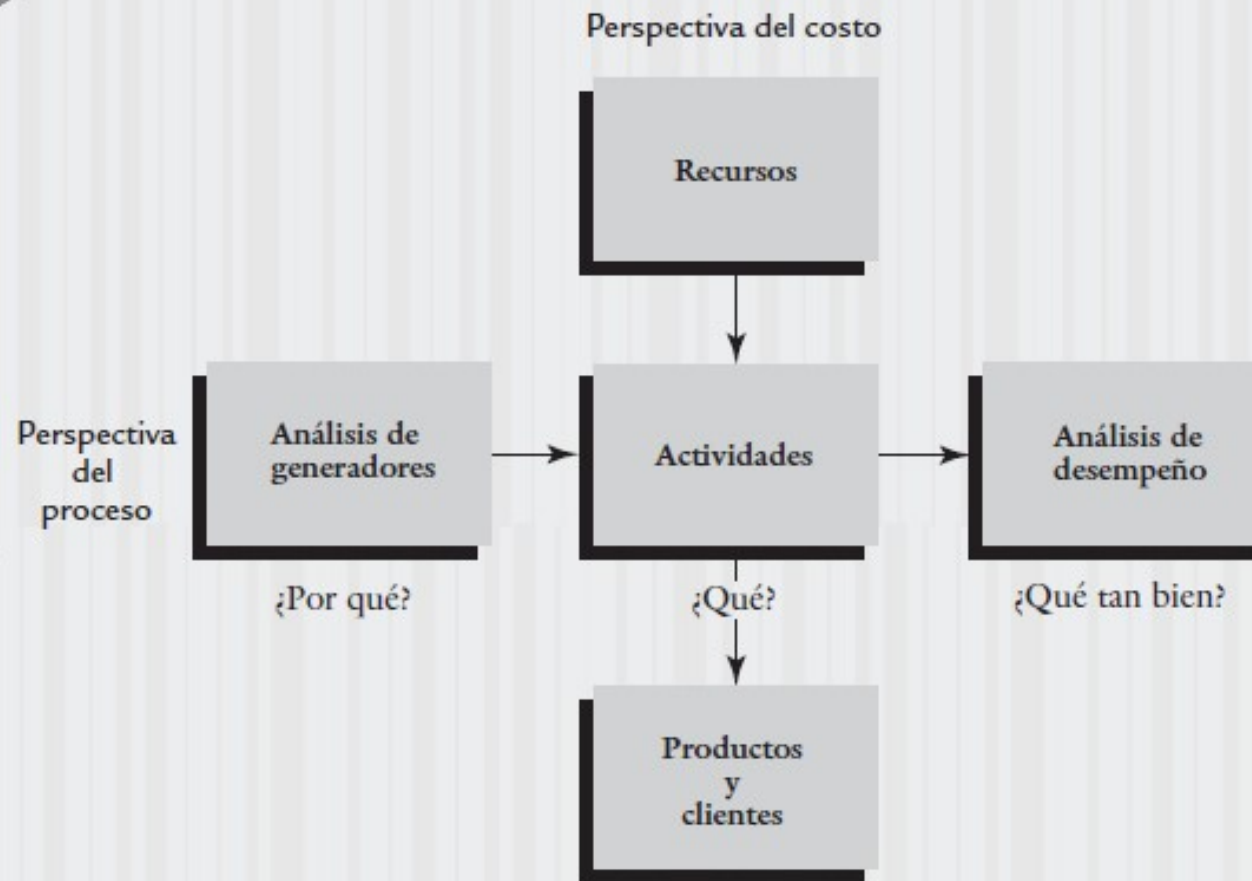 Perspectiva del costo
Recursos
Perspectiva
del
proceso
Análisis de
generadores
Actividades
Análisis de
desempeño
¿Por qué?
¿Qué?
¿Qué tan bien?
Productos
y
clientes